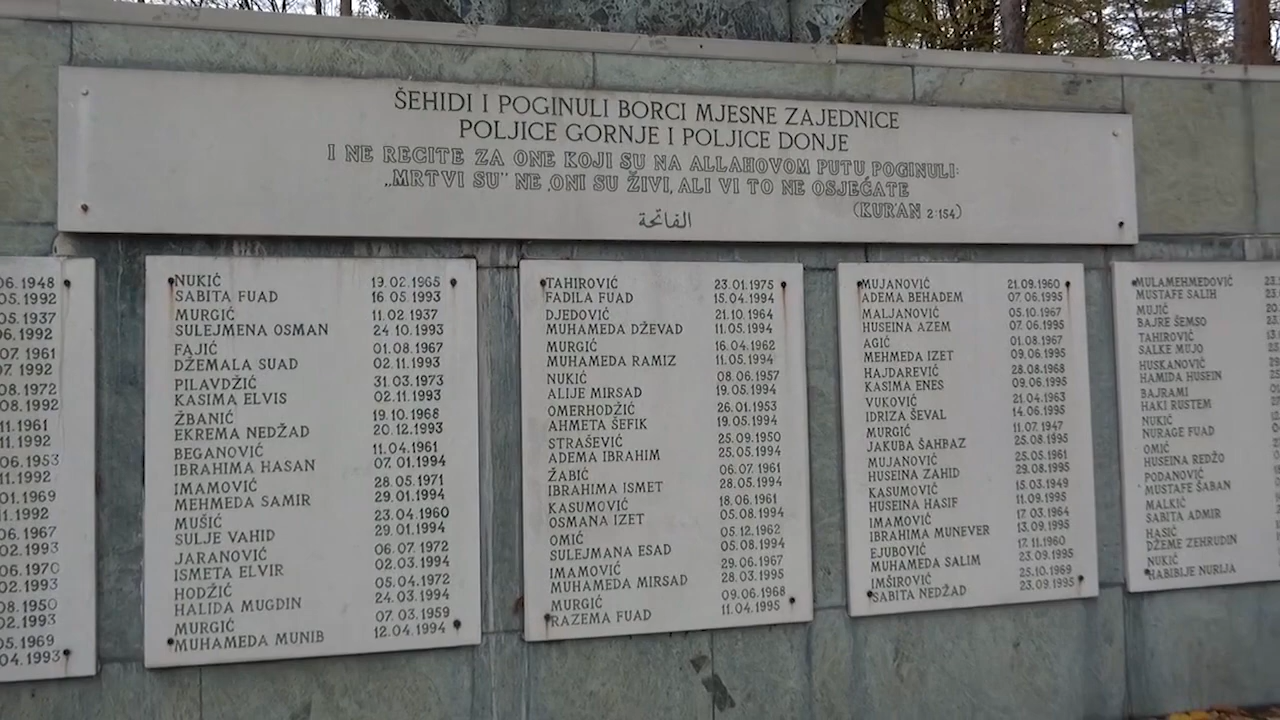 ŠEHIDI I POGINULI BORCI MJESNE ZAJEDNICE
POLJICE GORNJE I POLJICE DONJE
I NE RECITE ZA ONE KOJI SU NA ALLAHOVOM PUTU POGINULI:
„MRTVI SU" NE ,ONI SU ŽIVI, ALI VI TO NE OSJEĆATE
(KUR'AN 2:154)
الفاتحة
06.1948
05.1992
05.1937
06.1992
07.1961
07.1992
08.1972
08.1992
11.1961
11.1992
06.1953
11.1992
01.1969
11.1992
06.1967
02.1993
06.1970
02.1993
08.1950
02.1993
05.1969
04.1993
NUKIĆ 19.02.1965
SABITA FUAD 16.05.1993
MURGIĆ 11.02.1937
SULEJMENA OSMAN 24.10.1993
FAJIĆ 01.08.1967
DŽEMALA SUAD 02.11.1993
PILAVDŽIĆ 31.03.1973
KASIMA ELVIS 02.11.1993
ŽBANIĆ 19.10.1968
EKREMA NEDŽAD 20.12.1993
BEGANOVIĆ 11.04.1961
IBRAHIMA HASAN 07.01.1994
IMAMOVIĆ 28.05.1971
MEHMEDA SAMIR 29.01.1994
MUŠIĆ 23.04.1960
SULJE VAHID 29.01.1994
JARANOVIĆ 06.07.1972
ISMETA ELVIR 02.03.1994
HODŽIĆ 05.04.1972
HALIDA MUGDIN 24.03.1994
MURGIĆ 07.03.1959
MUHAMEDA MUNIB 12.04.1994
TAHIROVIĆ 23.01.1975
FADILA FUAD 15.04.1994
DJEDOVIĆ 21.10.1964
MUHAMEDA DŽEVAD 11.05.1994
MURGIĆ 16.04.1962
MUHAMEDA RAMIZ 11.05.1994
NUKIĆ 08.06.1957
ALIJE MIRSAD 19.05.1994
OMERHODŽIĆ 26.01.1953
AHMETA ŠEFIK 19.05.1994
STRAŠEVIĆ 25.09.1950
ADEMA IBRAHIM 25.05.1994
ŽABIĆ 06.07.1961
IBRAHIMA ISMET 28.05.1994
KASUMOVIĆ 18.06.1961
OSMANA IZET 05.08.1994
OMIĆ 05.12.1962
SULEJMANA ESAD 05.08.1994
IMAMOVIĆ 29.06.1967
MUHAMEDA MIRSAD 28.03.1995
MURGIĆ 09.06.1968
RAZEMA FUAD 11.04.1995
MUJANOVIĆ 21.09.1960
ADEMA BEHADEM 07.06.1995
MALJANOVIĆ 05.10.1967
HUSEINA AZEM 07.06.1995
AGIĆ 01.08.1967
MEHMEDA IZET 09.06.1995
HAJDAREVIĆ 28.08.1968
KASIMA ENES 09.06.1995
VUKOVIĆ 21.04.1963
IDRIZA ŠEVAL 14.06.1995
MURGIĆ 11.07.1947
JAKUBA ŠAHBAZ 25.08.1995
MUJANOVIĆ 25.05.1961
HUSEINA ZAHID 29.08.1995
KASUMOVIĆ 15.03.1949
HUSEINA HASIF 11.09.1995
IMAMOVIĆ 17.03.1964
IBRAHIMA MUNEVER 13.09.1995
EJUBOVIĆ 17.11.1960
MUHAMEDA SALIM 23.09.1995
IMŠIROVIĆ 25.10.1969
SABITA NEDŽAD 23.09.1995
MULAMEHMEDOVIĆ
MUSTAFE SALIH
MUJIĆ
BAJRE ŠEMSO
TAHIROVIĆ
SALKE MUJO
HUSKANOVIĆ
HAMIDA HUSEIN
BAJRAMI
HAKI RUSTEM
NUKIĆ
NURAGE FUAD
OMIĆ
HUSEINA REDŽO
PODANOVIĆ
MUSTAFE ŠABAN
MALKIĆ
SABITA ADMIR
HASIĆ
DŽEME ZEHRUDIN
NUKIĆ
HABIBIJE NURIJA